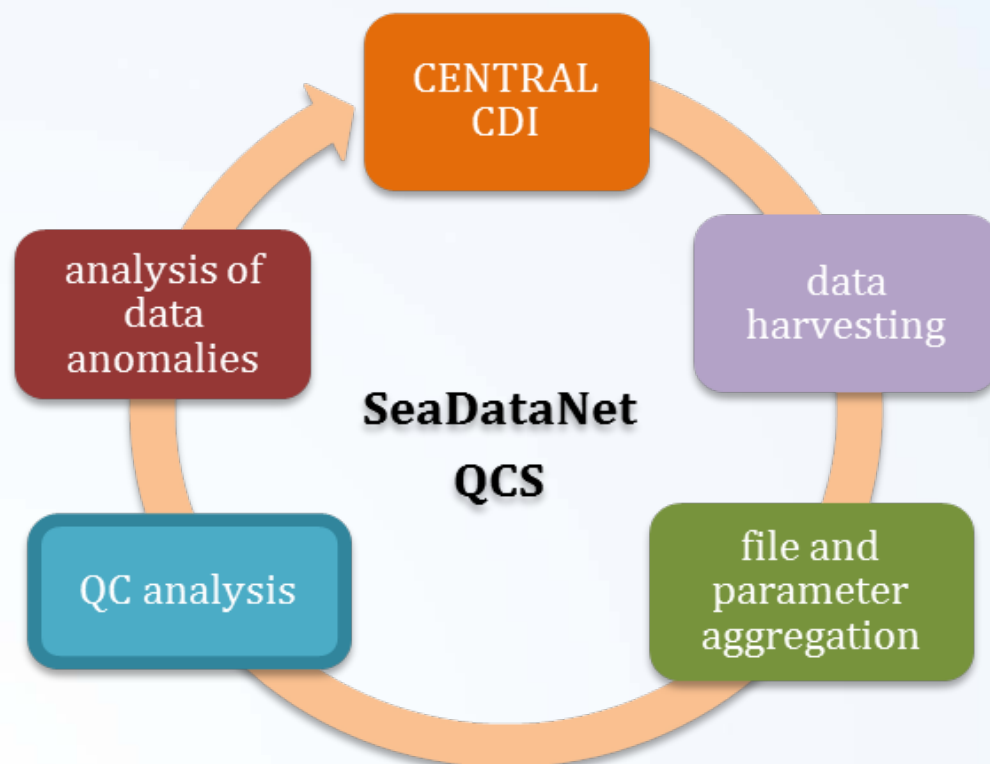 CENTRAL
CDI
data
harvesting
file and
parameter
aggregation
QC analysis
analysis of
data
anomalies
SeaDataNet
QCS